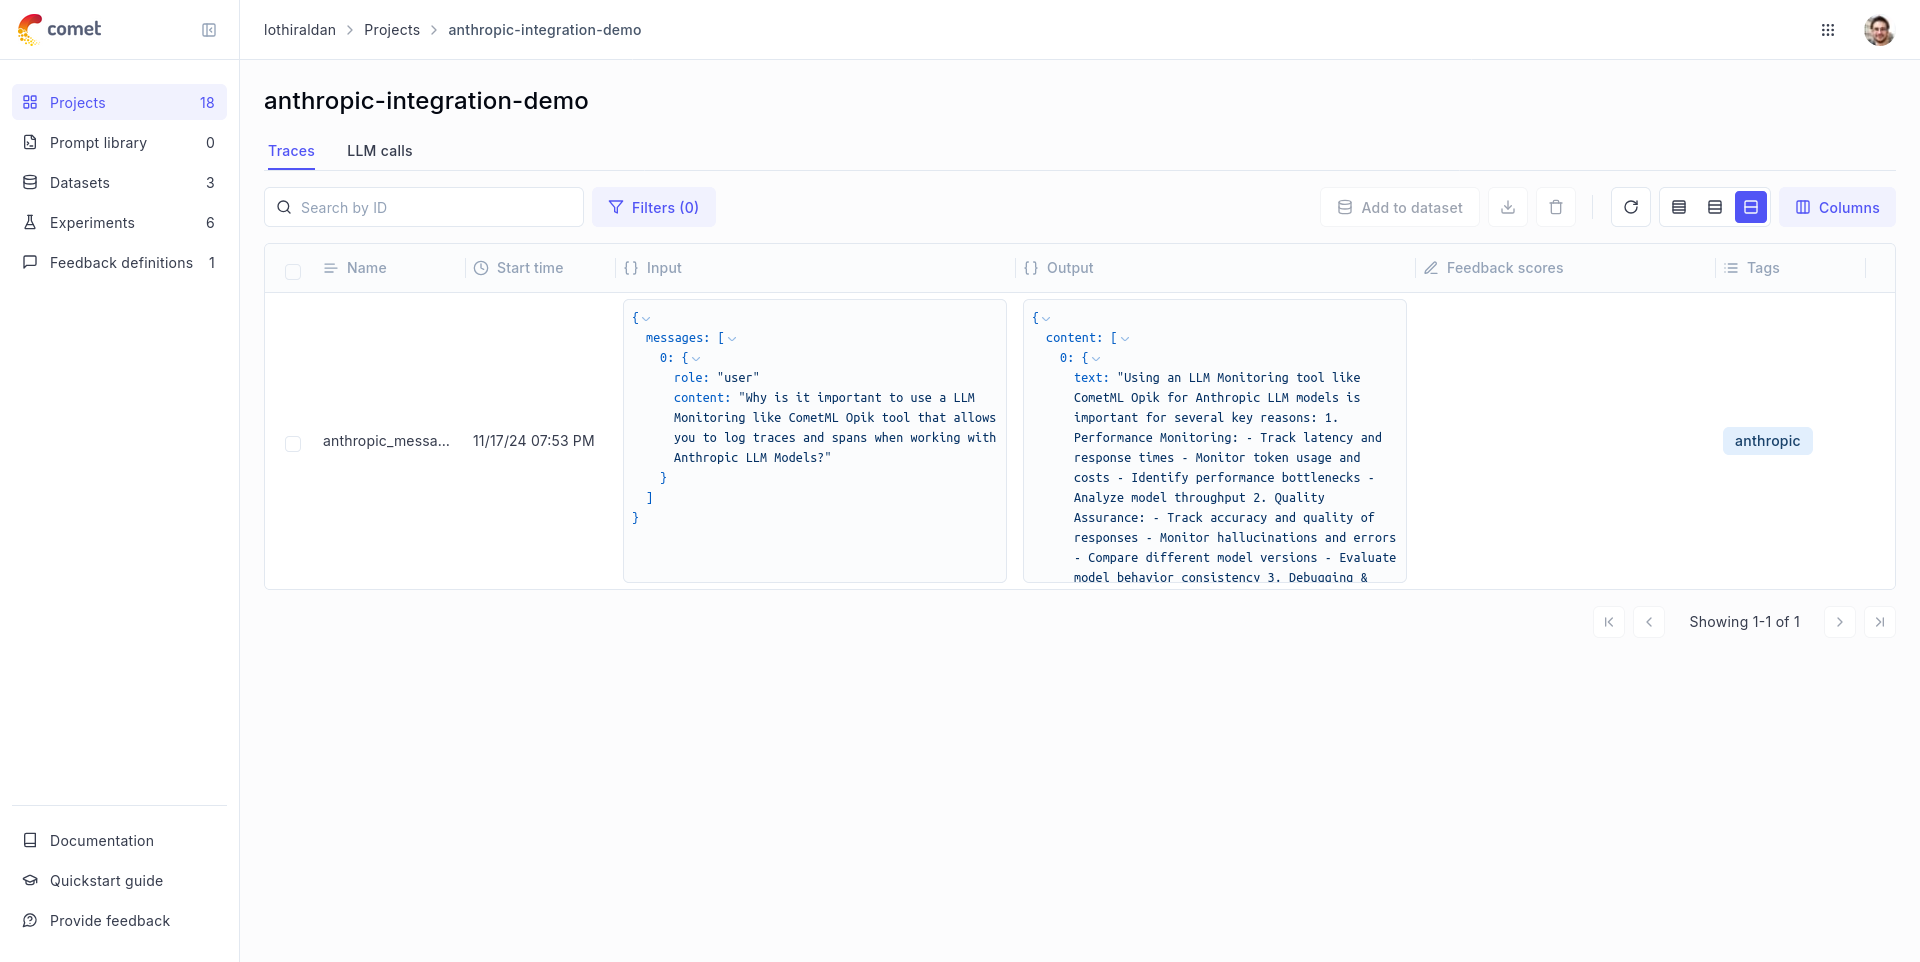 comet
lothiraldan > Projects > anthropic-integration-demo
Projects 18
Prompt library 0
Datasets 3
Experiments 6
Feedback definitions 1
Documentation
Quickstart guide
Provide feedback
anthropic-integration-demo
Traces LLM calls
Search by ID Filters (0) Add to dataset Columns
Name Start time {} Input {} Output Feedback scores Tags
anthropic_messa... 11/17/24 07:53 PM
{
messages: [
0: {
role: "user"
content: "Why is it important to use a LLM
Monitoring like CometML Opik tool that allows
you to log traces and spans when working with
Anthropic LLM Models?"
}
]
}
{
content: [
0: {
text: "Using an LLM Monitoring tool like
CometML Opik for Anthropic LLM models is
important for several key reasons: 1.
Performance Monitoring: - Track latency and
response times - Monitor token usage and
costs - Identify performance bottlenecks -
Analyze model throughput 2. Quality
Assurance: - Track accuracy and quality of
responses - Monitor hallucinations and errors
- Compare different model versions - Evaluate
model behavior consistency 3. Debugging &
anthropic
Showing 1-1 of 1